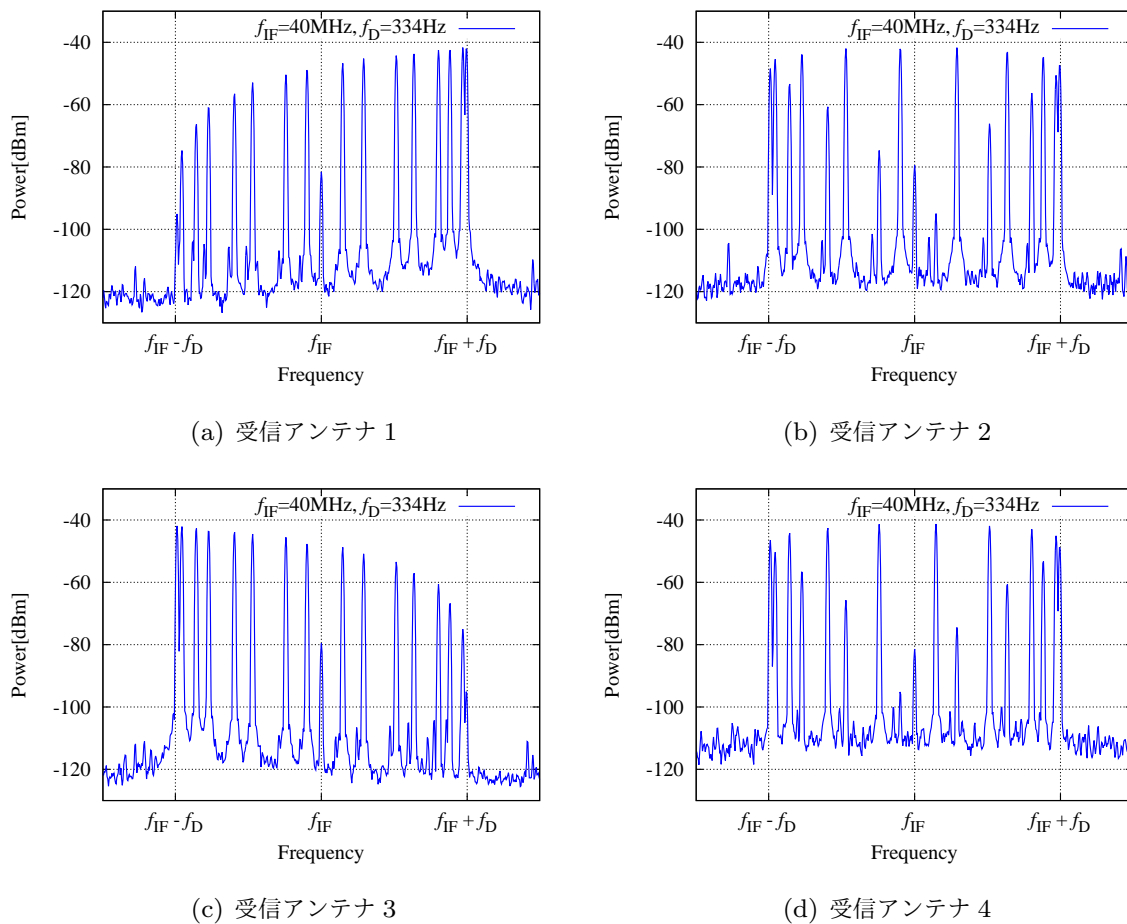 f_IF=40MHz, f_D=334Hz
Power[dBm]
-40
-60
-80
-100
-120
f_IF - f_D
f_IF
f_IF + f_D
Frequency
(a) 受信アンテナ 1
f_IF=40MHz, f_D=334Hz
Power[dBm]
-40
-60
-80
-100
-120
f_IF - f_D
f_IF
f_IF + f_D
Frequency
(b) 受信アンテナ 2
f_IF=40MHz, f_D=334Hz
Power[dBm]
-40
-60
-80
-100
-120
f_IF - f_D
f_IF
f_IF + f_D
Frequency
(c) 受信アンテナ 3
f_IF=40MHz, f_D=334Hz
Power[dBm]
-40
-60
-80
-100
-120
f_IF - f_D
f_IF
f_IF + f_D
Frequency
(d) 受信アンテナ 4